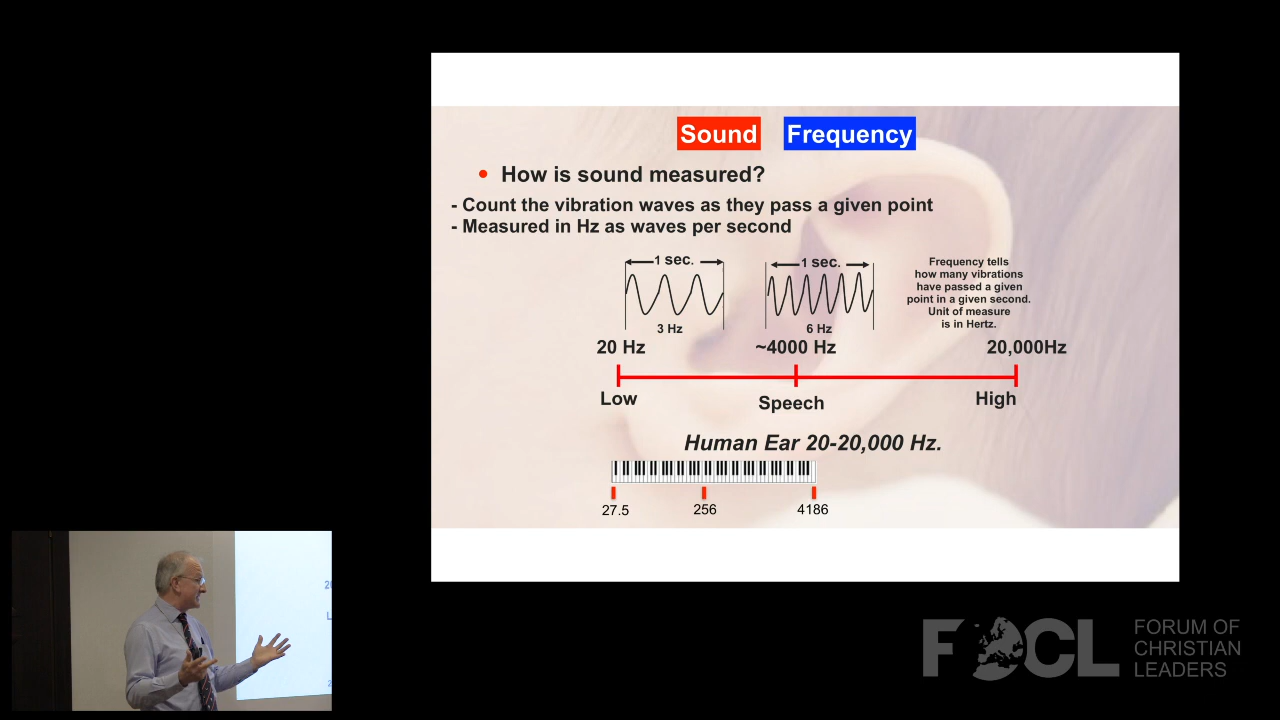 Sound Frequency
• How is sound measured?
- Count the vibration waves as they pass a given point
- Measured in Hz as waves per second
1 sec.
1 sec.
3 Hz
6 Hz
Frequency tells
how many vibrations
have passed a given
point in a given second.
Unit of measure
is in Hertz.
20 Hz
~4000 Hz
20,000Hz
Low
Speech
High
Human Ear 20-20,000 Hz.
27.5
256
4186
FOCL
FORUM OF
CHRISTIAN
LEADERS